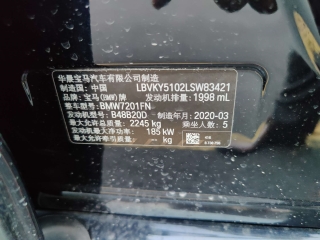 华晨宝马汽车有限公司制造
制造国: 中国 LBVKY5102LSW83421
品牌: 宝马(BMW)牌 发动机排量: 1998 mL
整车型号: BMW7201FN
发动机型号: B48B20D 制造年月: 2020-03
最大允许总质量: 2245 kg 乘坐人数: 5
发动机最大净功率: 185 kW
最大允许牵引质量: --- kg